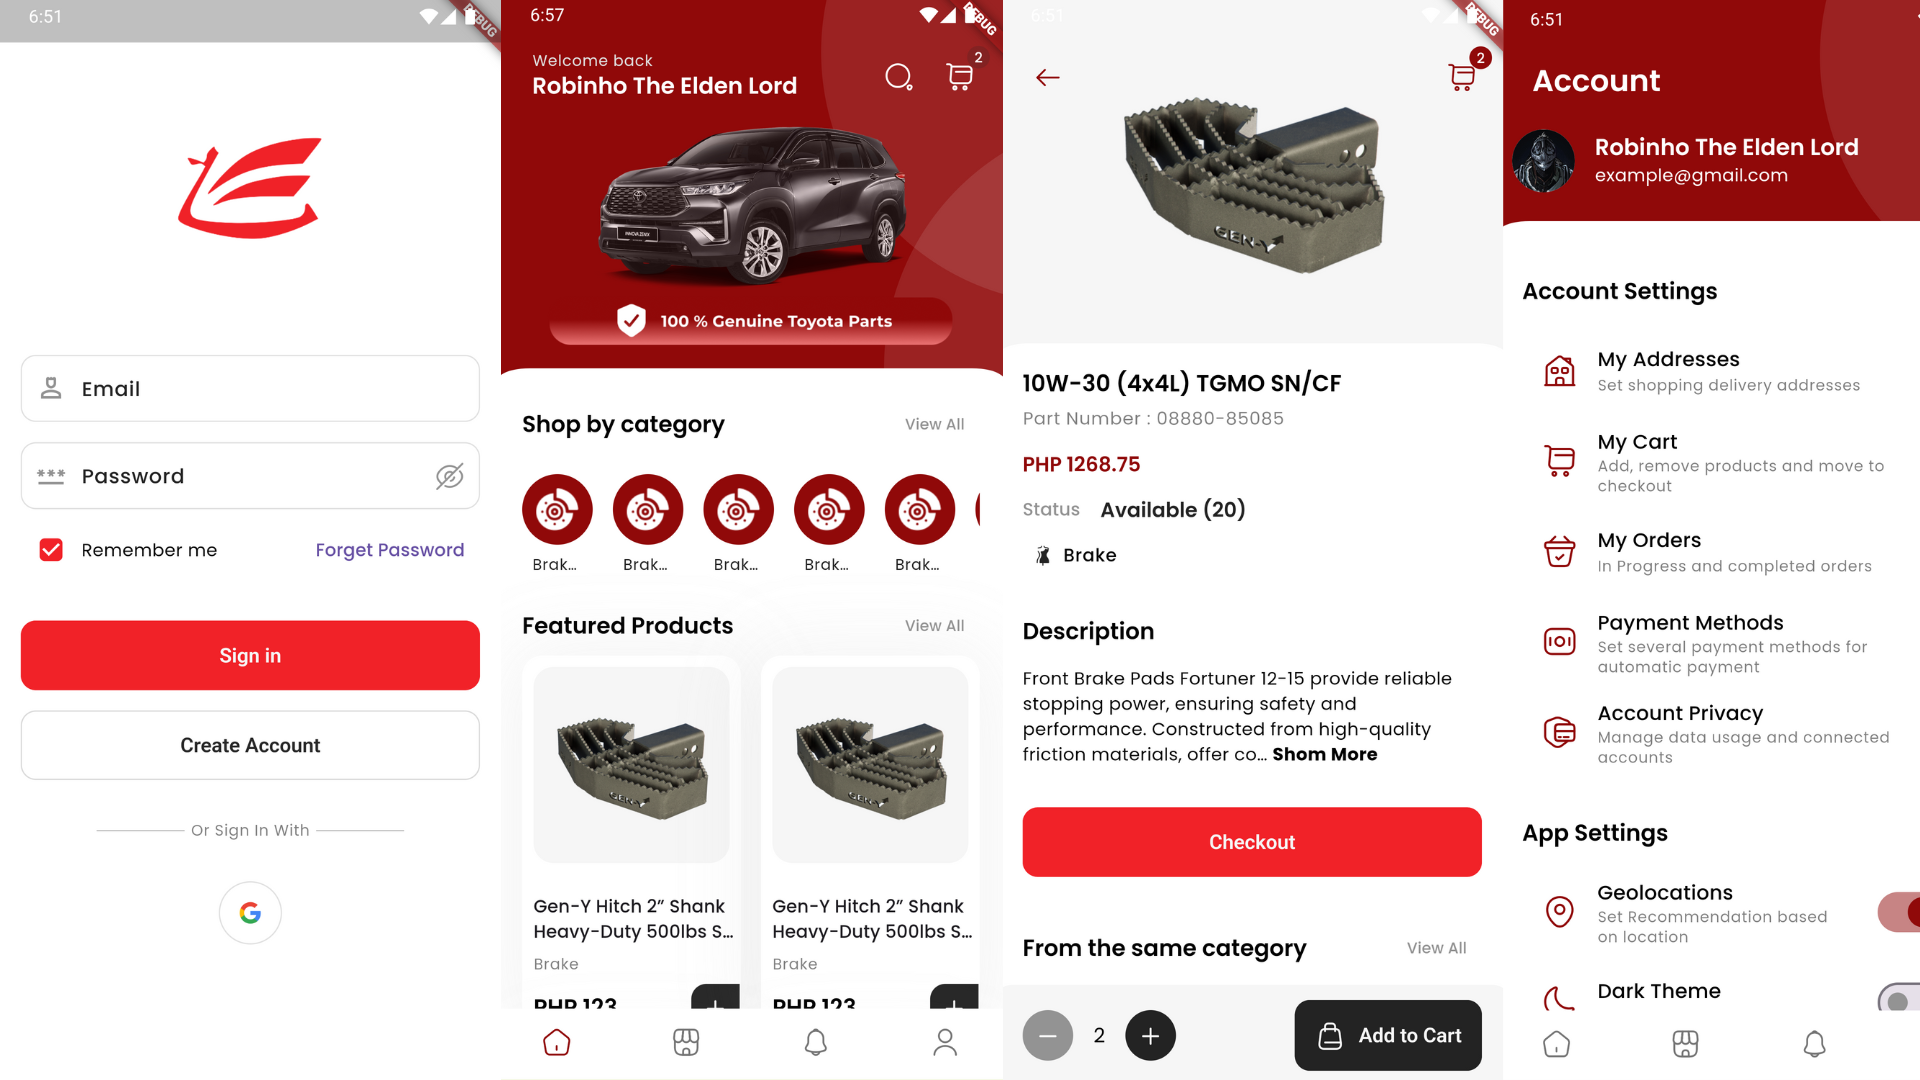 6:51
DEBUG
Email
Password
Remember me
Forget Password
Sign in
Create Account
Or Sign In With
6:57
DEBUG
Welcome back
Robinho The Elden Lord
2
INNOVA ZENIX
100 % Genuine Toyota Parts
Shop by category
View All
Brak...
Brak...
Brak...
Brak...
Brak...
Featured Products
View All
GEN-Y
GEN-Y
Gen-Y Hitch 2” Shank
Heavy-Duty 500lbs S...
Brake
PHP 123
Gen-Y Hitch 2” Shank
Heavy-Duty 500lbs S...
Brake
PHP 123
6:51
DEBUG
2
GEN-Y
10W-30 (4x4L) TGMO SN/CF
Part Number : 08880-85085
PHP 1268.75
Status Available (20)
Brake
Description
Front Brake Pads Fortuner 12-15 provide reliable
stopping power, ensuring safety and
performance. Constructed from high-quality
friction materials, offer co... Shom More
Checkout
From the same category
View All
2
Add to Cart
6:51
Account
Robinho The Elden Lord
example@gmail.com
Account Settings
My Addresses
Set shopping delivery addresses
My Cart
Add, remove products and move to
checkout
My Orders
In Progress and completed orders
Payment Methods
Set several payment methods for
automatic payment
Account Privacy
Manage data usage and connected
accounts
App Settings
Geolocations
Set Recommendation based
on location
Dark Theme